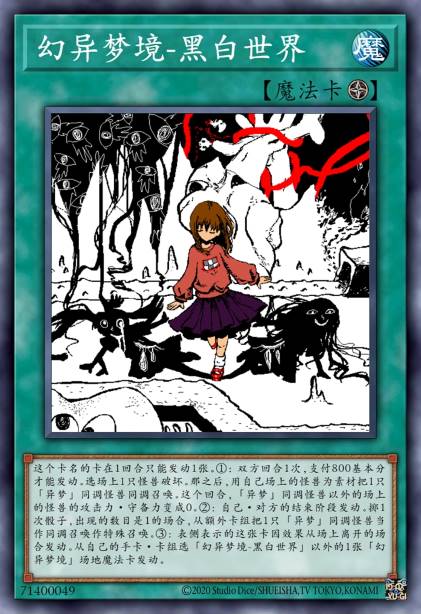 幻异梦境-黑白世界
魔
【魔法卡】
这个卡名的卡在1回合只能发动1张。①：双方回合1次，支付800基本分
才能发动。选场上1只怪兽破坏。那之后，用自己场上的怪兽为素材把1只
「异梦」同调怪兽同调召唤。这个回合，「异梦」同调怪兽以外的场上
的怪兽的攻击力·守备力变成0。②：自己·对方的结束阶段发动。掷1
次骰子，出现的数目是1的场合，从额外卡组把1只「异梦」同调怪兽当
作同调召唤作特殊召唤。③：表侧表示的这张卡因效果从场上离开的场
合发动。从自己的手卡·卡组选「幻异梦境-黑白世界」以外的1张「幻
异梦境」场地魔法卡发动。
71400049
©2020 Studio Dice/SHUEISHA,TV TOKYO,KONAMI